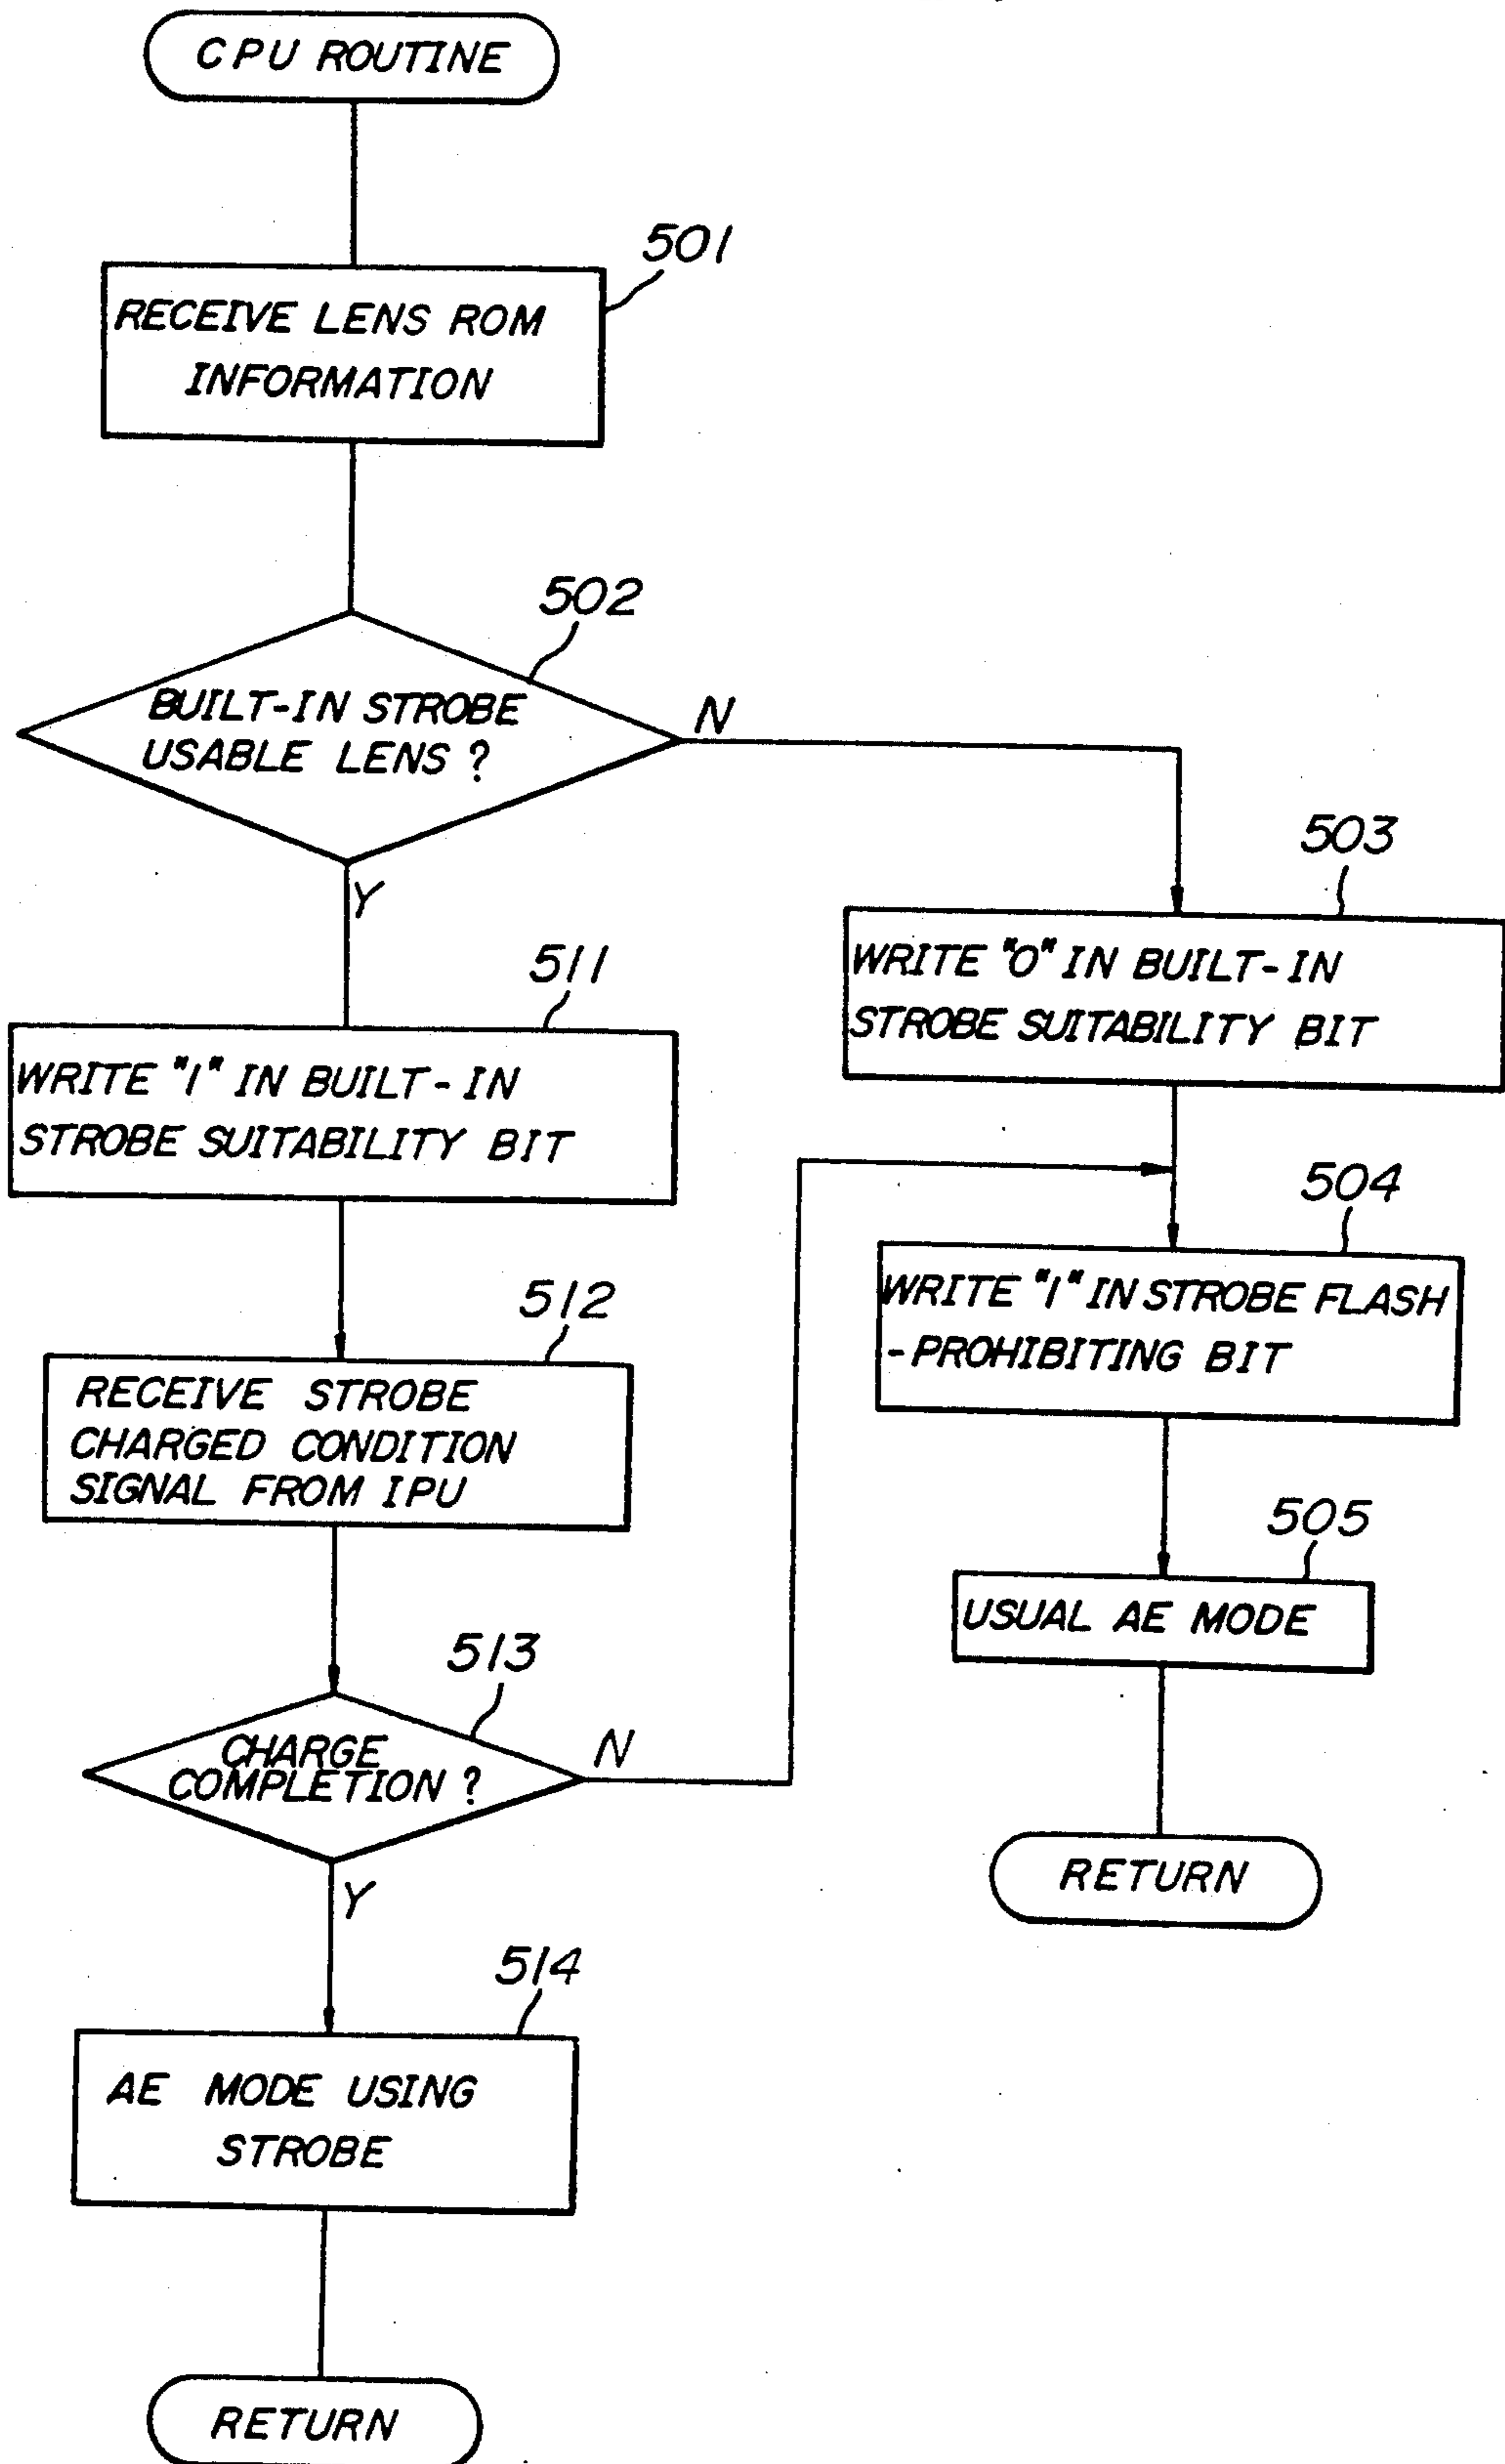 CPU ROUTINE
501
RECEIVE LENS ROM
INFORMATION
502
BUILT-IN STROBE
USABLE LENS ?
N
Y
503
WRITE "0" IN BUILT-IN
STROBE SUITABILITY BIT
511
WRITE "1" IN BUILT-IN
STROBE SUITABILITY BIT
504
WRITE "1" IN STROBE FLASH
-PROHIBITING BIT
512
RECEIVE STROBE
CHARGED CONDITION
SIGNAL FROM IPU
505
USUAL AE MODE
513
CHARGE
COMPLETION ?
N
Y
RETURN
514
AE MODE USING
STROBE
RETURN